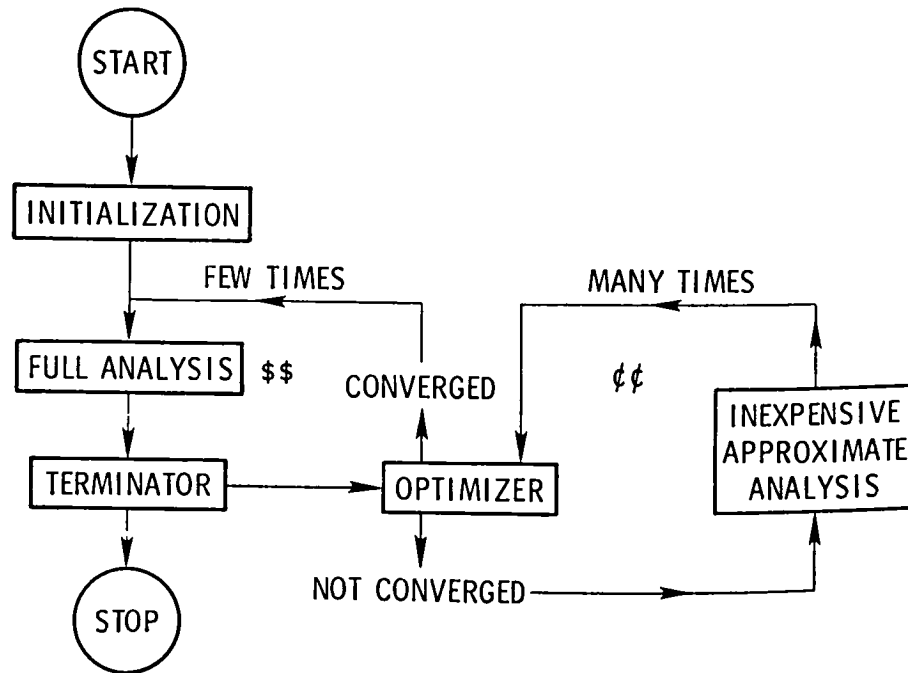 START
INITIALIZATION
FEW TIMES
MANY TIMES
FULL ANALYSIS $$
CONVERGED
¢¢
INEXPENSIVE
APPROXIMATE
ANALYSIS
TERMINATOR
OPTIMIZER
NOT CONVERGED
STOP